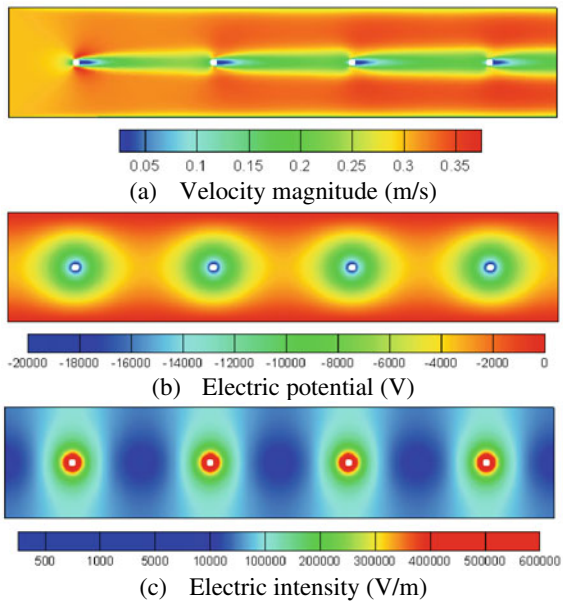 0.05 0.1 0.15 0.2 0.25 0.3 0.35
(a) Velocity magnitude (m/s)
-20000 -18000 -16000 -14000 -12000 -10000 -8000 -6000 -4000 -2000 0
(b) Electric potential (V)
500 1000 5000 10000 100000 200000 300000 400000 500000 600000
(c) Electric intensity (V/m)